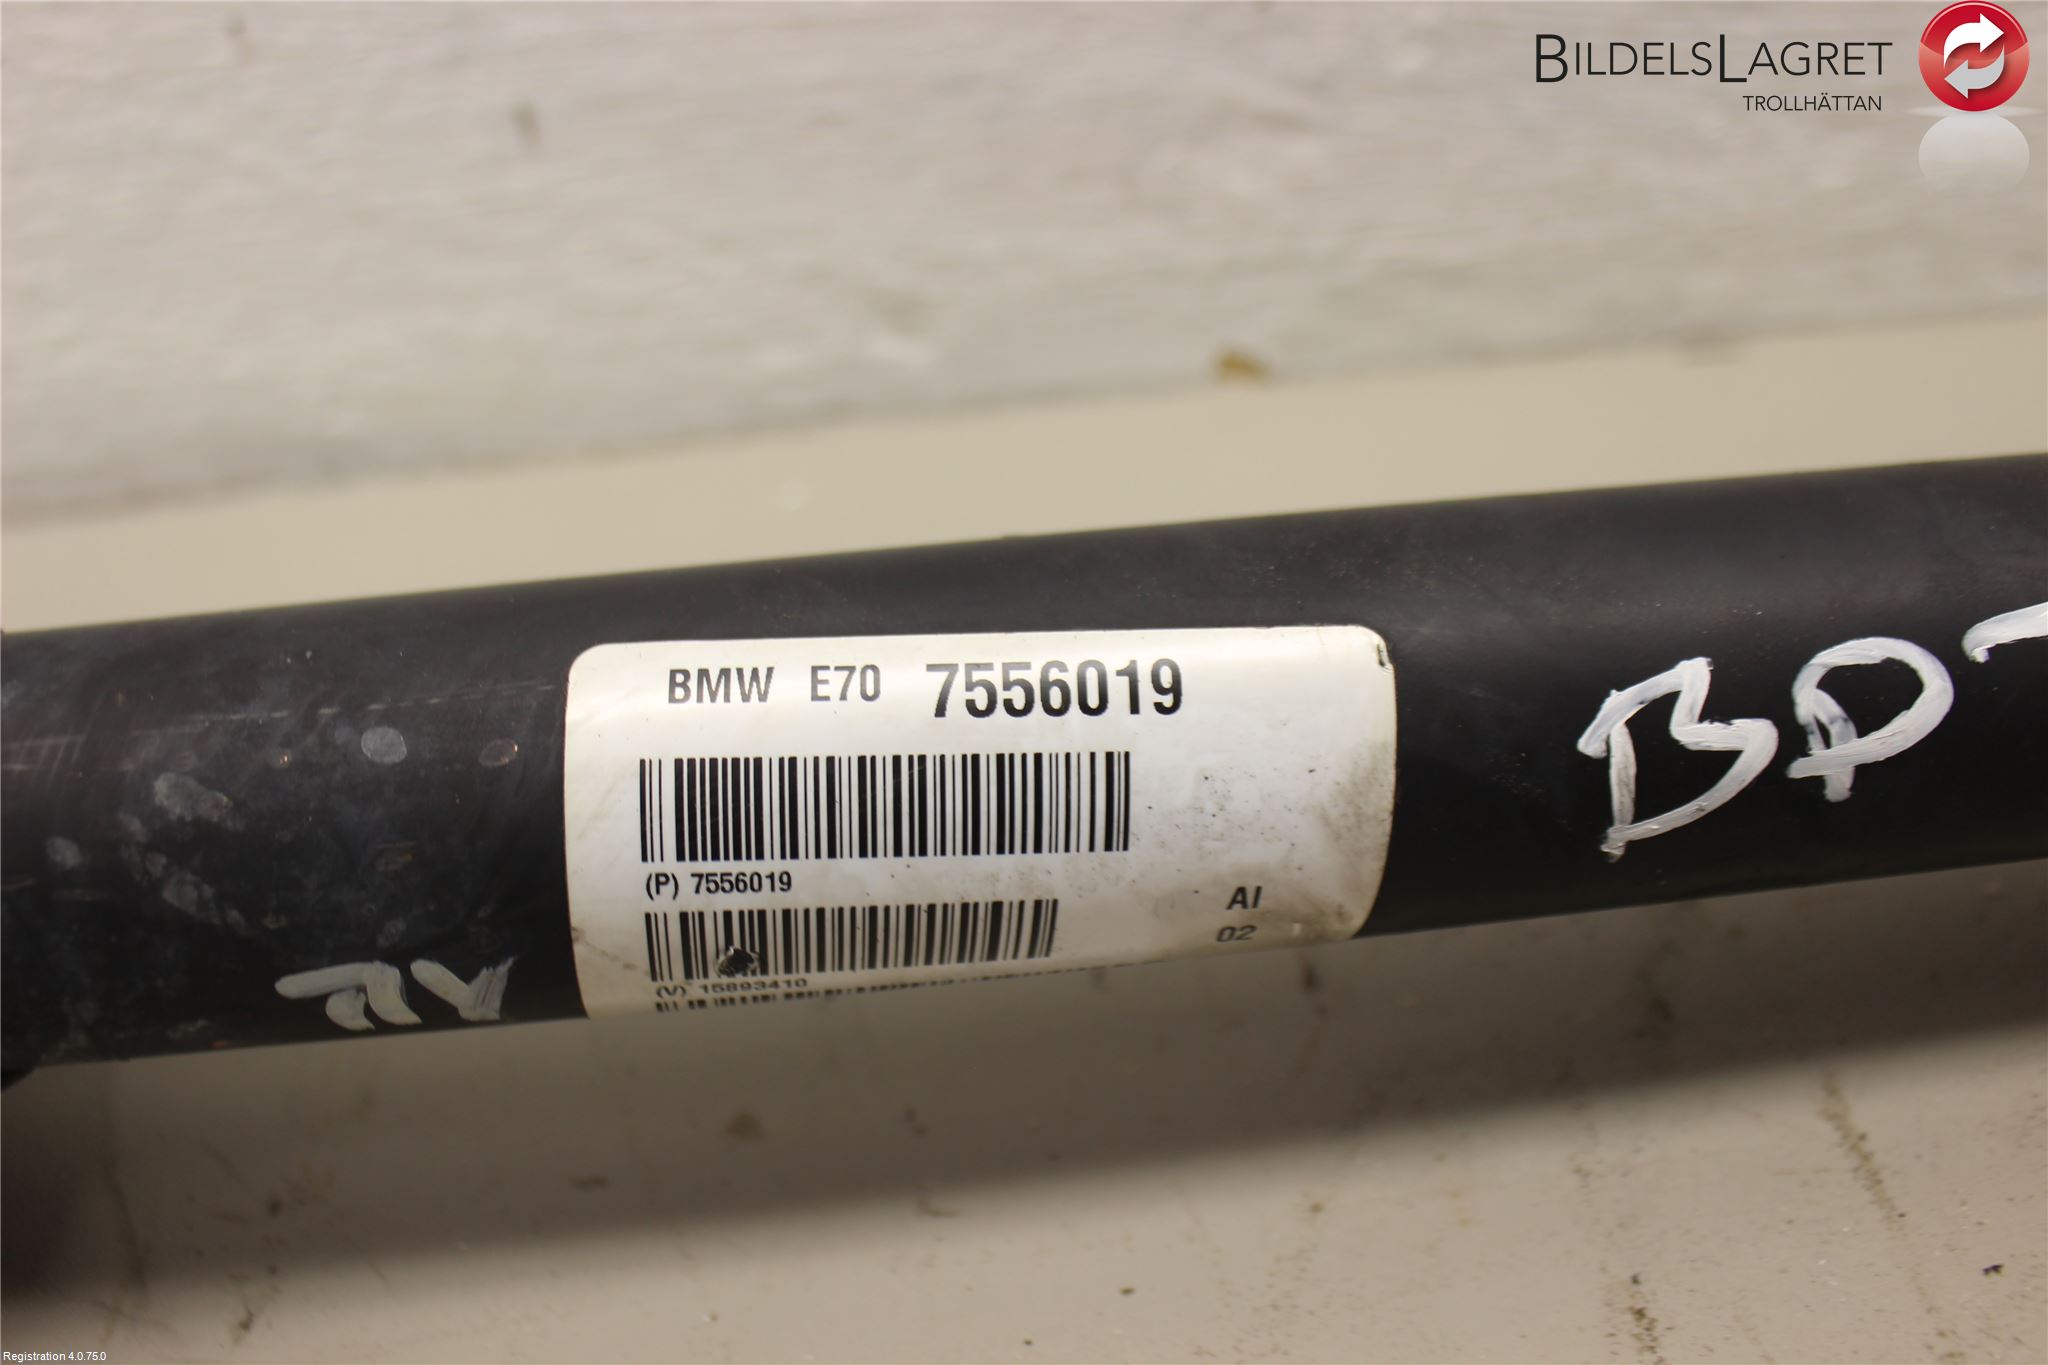 BILDELSLAGRET
TROLLHÄTTAN
BMW E70 7556019
(P) 7556019
AI
02
(V) 15893410
Registration 4.0.75.0